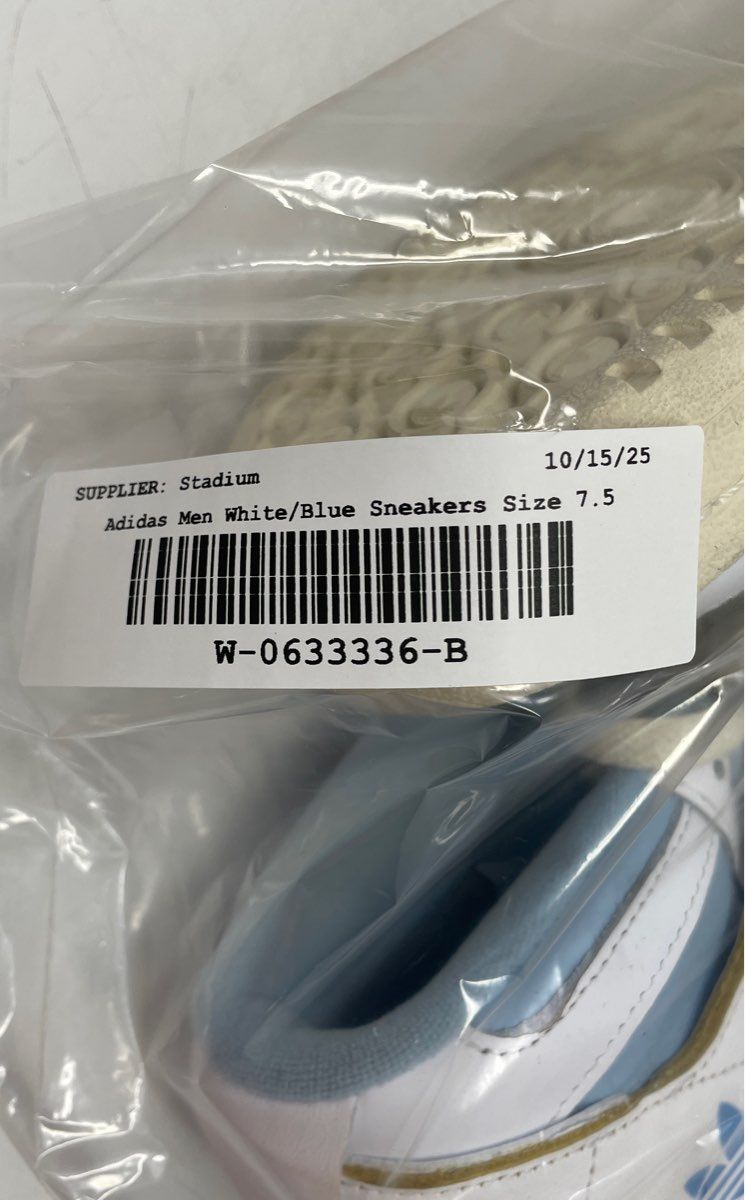 SUPPLIER: Stadium 10/15/25
Adidas Men White/Blue Sneakers Size 7.5
W-0633336-B